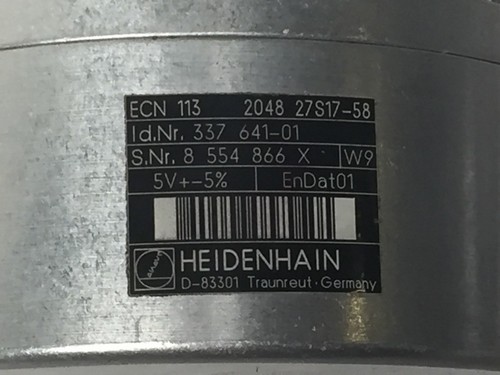 ECN 113 2048 27S17-58
Id.Nr. 337 641-01
S.Nr. 8 554 866 X W9
5V+-5% EnDat01
HEIDENHAIN
D-83301 Traunreut·Germany